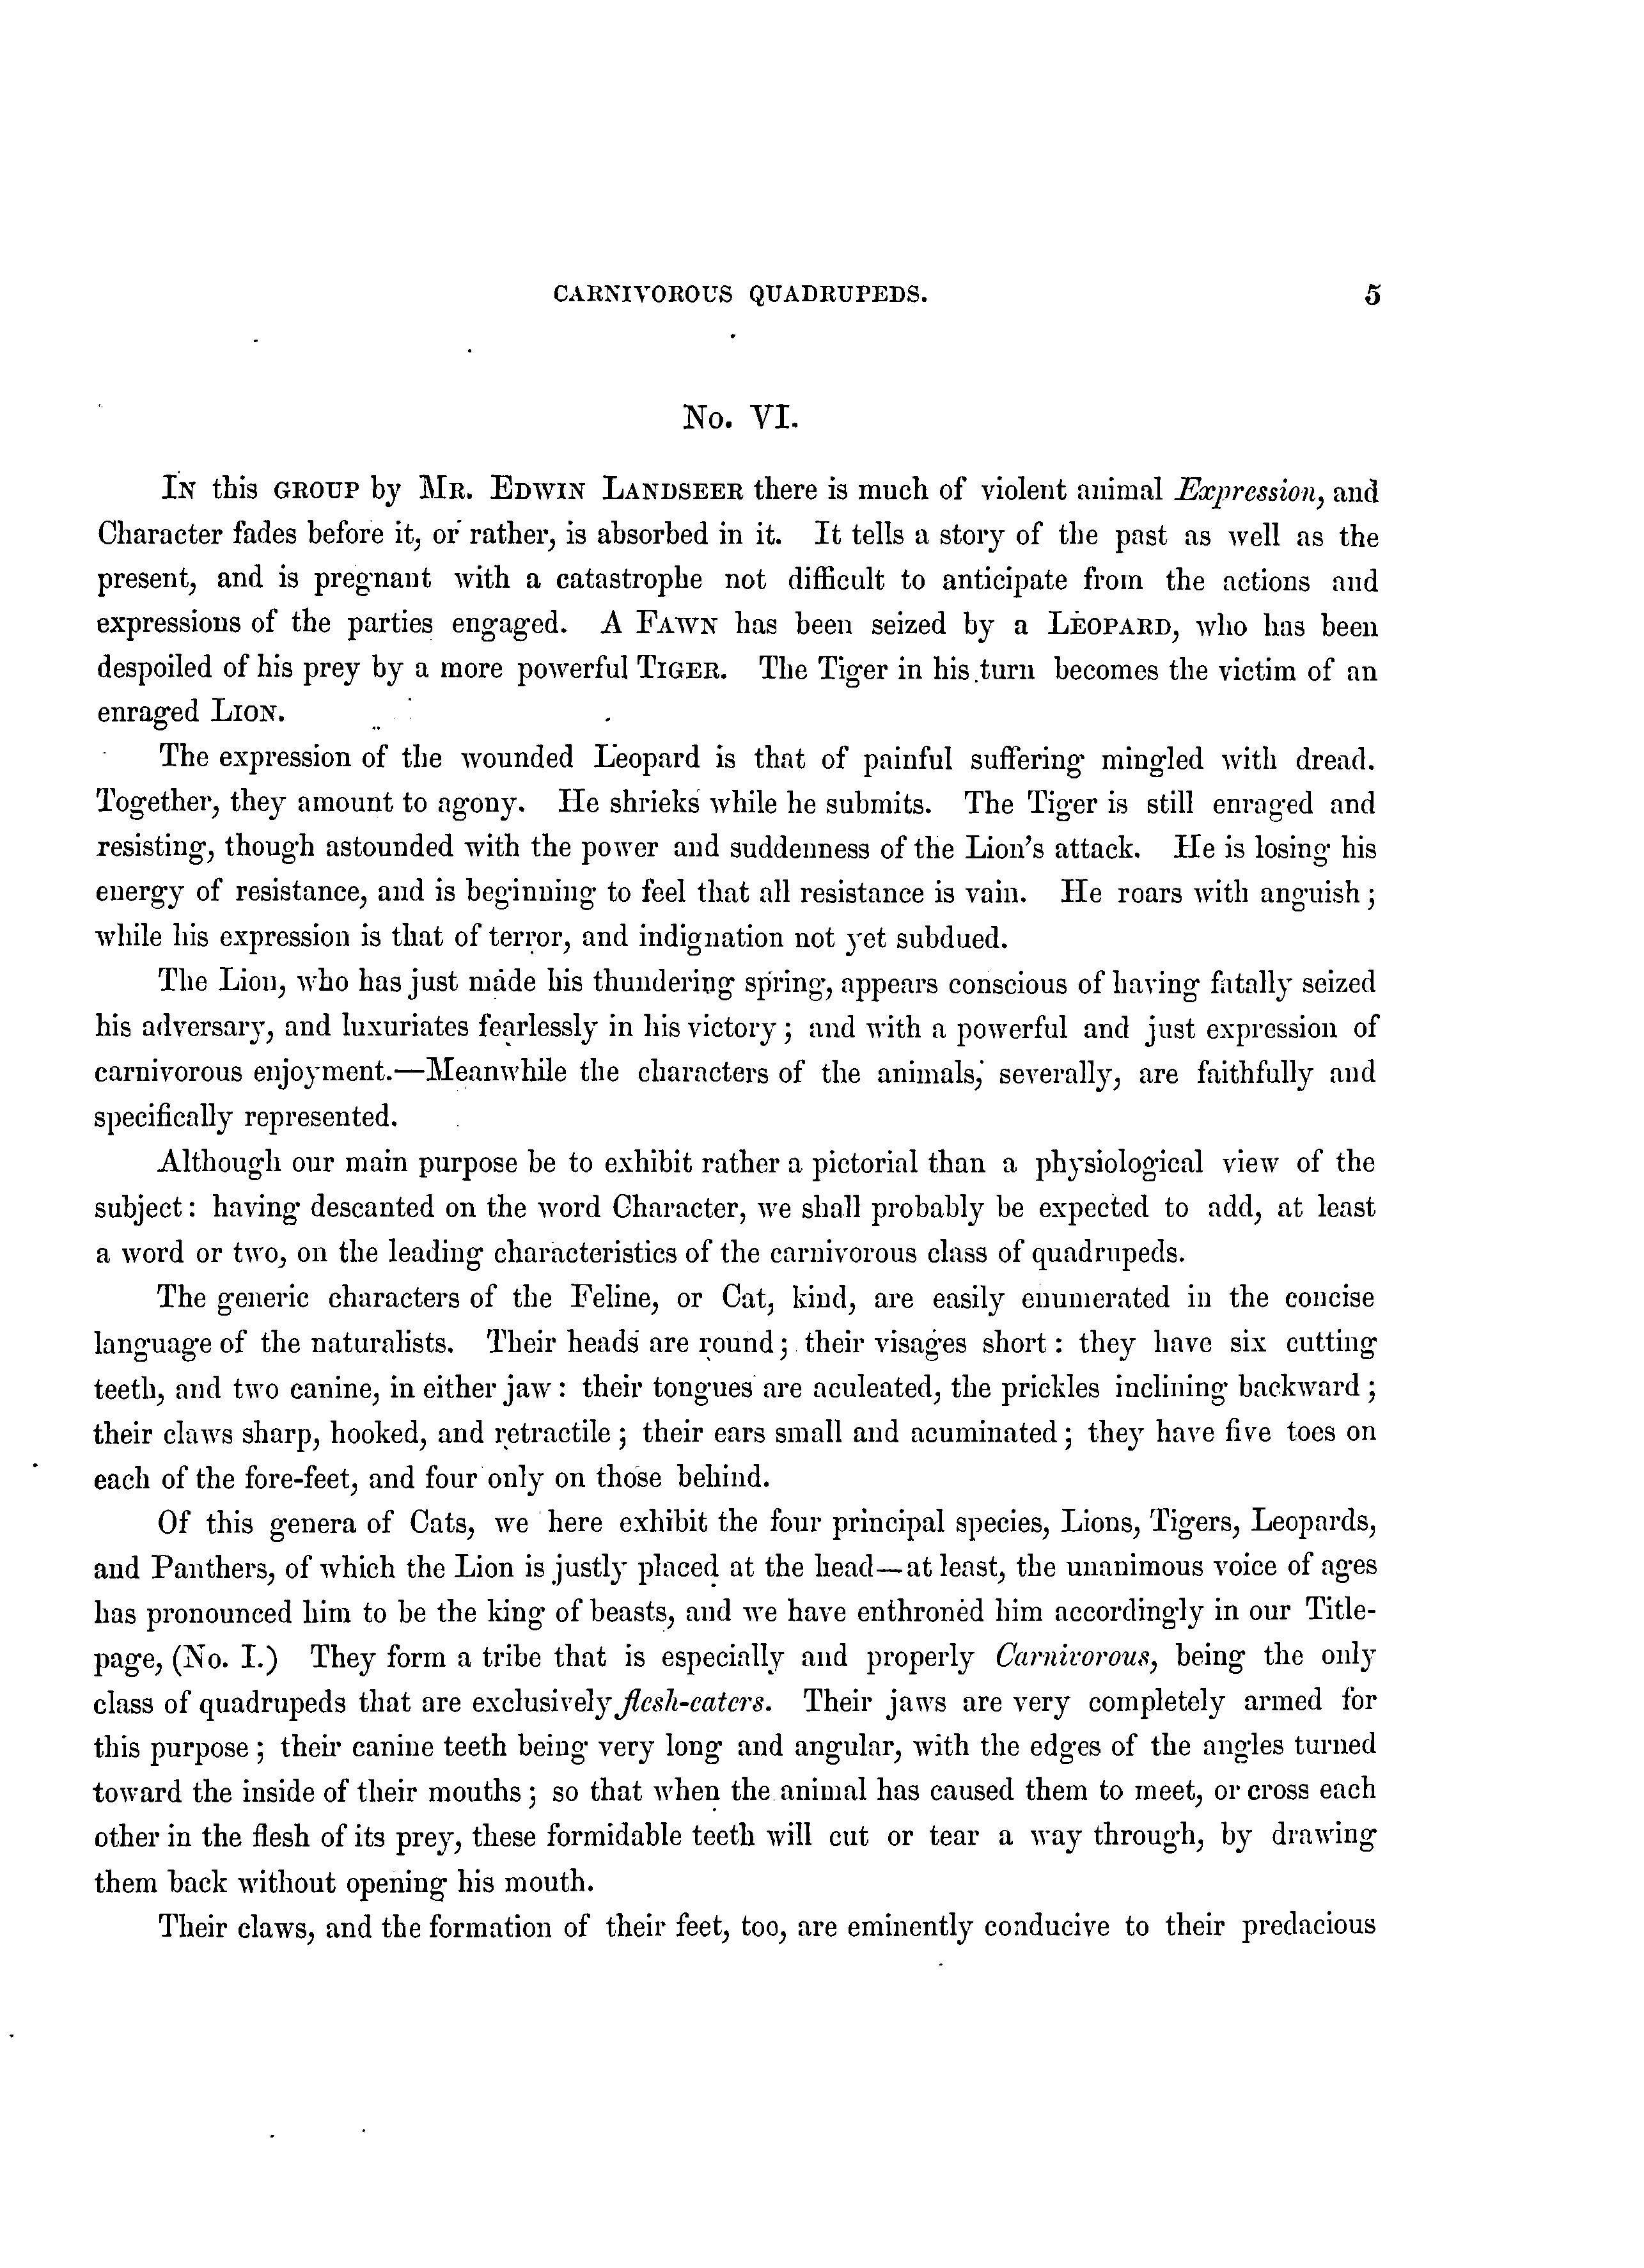 CARNIVOROUS QUADRUPEDS. 5
No. VI.
IN this GROUP by MR. EDWIN LANDSEER there is much of violent animal Expression, and
Character fades before it, or rather, is absorbed in it. It tells a story of the past as well as the
present, and is pregnant with a catastrophe not difficult to anticipate from the actions and
expressions of the parties engaged. A FAWN has been seized by a LEOPARD, who has been
despoiled of his prey by a more powerful TIGER. The Tiger in his turn becomes the victim of an
enraged LION.
The expression of the wounded Leopard is that of painful suffering mingled with dread.
Together, they amount to agony. He shrieks while he submits. The Tiger is still enraged and
resisting, though astounded with the power and suddenness of the Lion's attack. He is losing his
energy of resistance, and is beginning to feel that all resistance is vain. He roars with anguish;
while his expression is that of terror, and indignation not yet subdued.
The Lion, who has just made his thundering spring, appears conscious of having fatally seized
his adversary, and luxuriates fearlessly in his victory; and with a powerful and just expression of
carnivorous enjoyment.—Meanwhile the characters of the animals, severally, are faithfully and
specifically represented.
Although our main purpose be to exhibit rather a pictorial than a physiological view of the
subject: having descanted on the word Character, we shall probably be expected to add, at least
a word or two, on the leading characteristics of the carnivorous class of quadrupeds.
The generic characters of the Feline, or Cat, kind, are easily enumerated in the concise
language of the naturalists. Their heads are round; their visages short: they have six cutting
teeth, and two canine, in either jaw: their tongues are aculeated, the prickles inclining backward;
their claws sharp, hooked, and retractile; their ears small and acuminated; they have five toes on
each of the fore-feet, and four only on those behind.
Of this genera of Cats, we here exhibit the four principal species, Lions, Tigers, Leopards,
and Panthers, of which the Lion is justly placed at the head—at least, the unanimous voice of ages
has pronounced him to be the king of beasts, and we have enthroned him accordingly in our Title-
page, (No. I.) They form a tribe that is especially and properly Carnivorous, being the only
class of quadrupeds that are exclusively flesh-eaters. Their jaws are very completely armed for
this purpose; their canine teeth being very long and angular, with the edges of the angles turned
toward the inside of their mouths; so that when the animal has caused them to meet, or cross each
other in the flesh of its prey, these formidable teeth will cut or tear a way through, by drawing
them back without opening his mouth.
Their claws, and the formation of their feet, too, are eminently conducive to their predacious